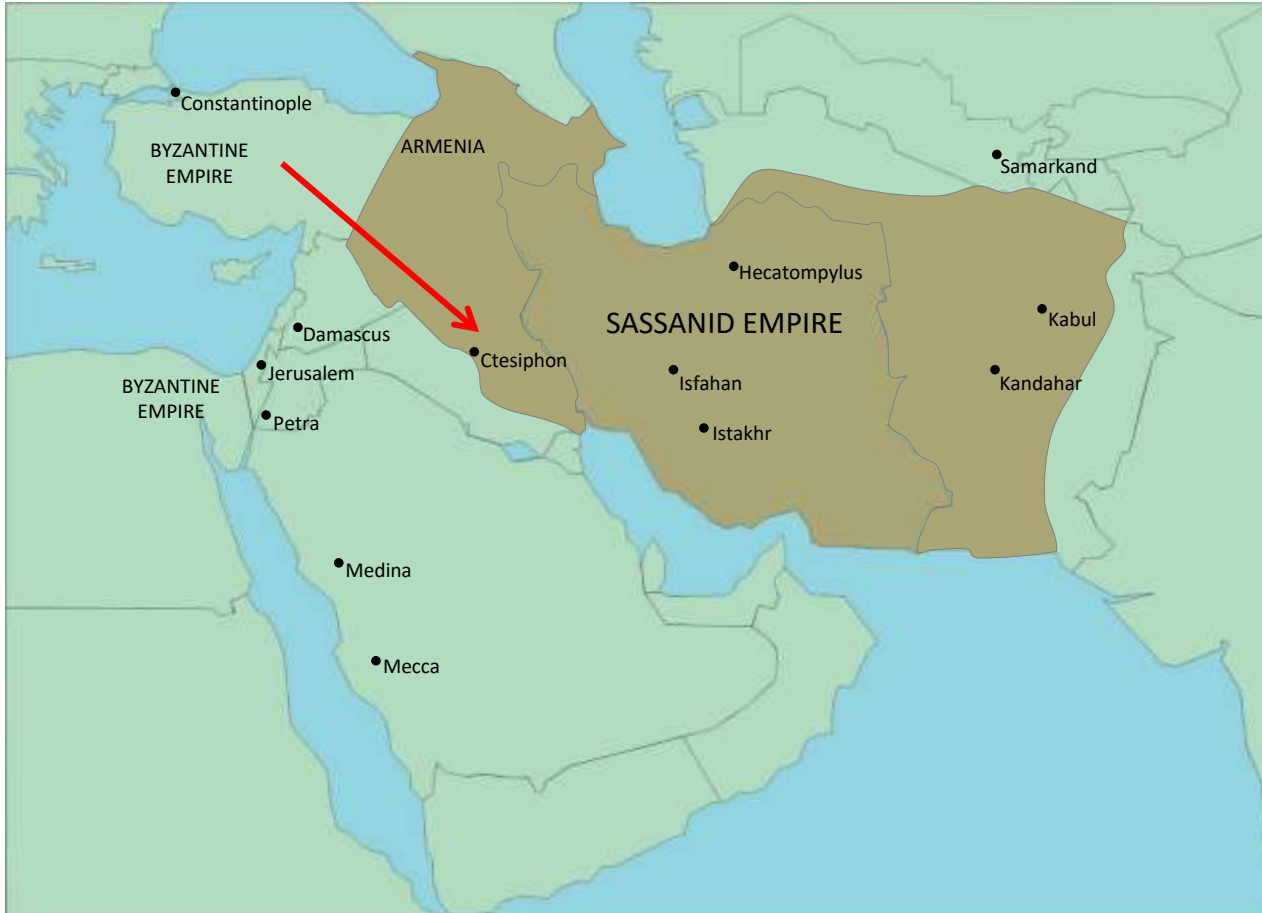 Constantinople
BYZANTINE
EMPIRE
ARMENIA
Samarkand
Hecatompylus
SASSANID EMPIRE
Kabul
Damascus
Ctesiphon
Jerusalem
Isfahan
Kandahar
BYZANTINE
EMPIRE
Petra
Istakhr
Medina
Mecca